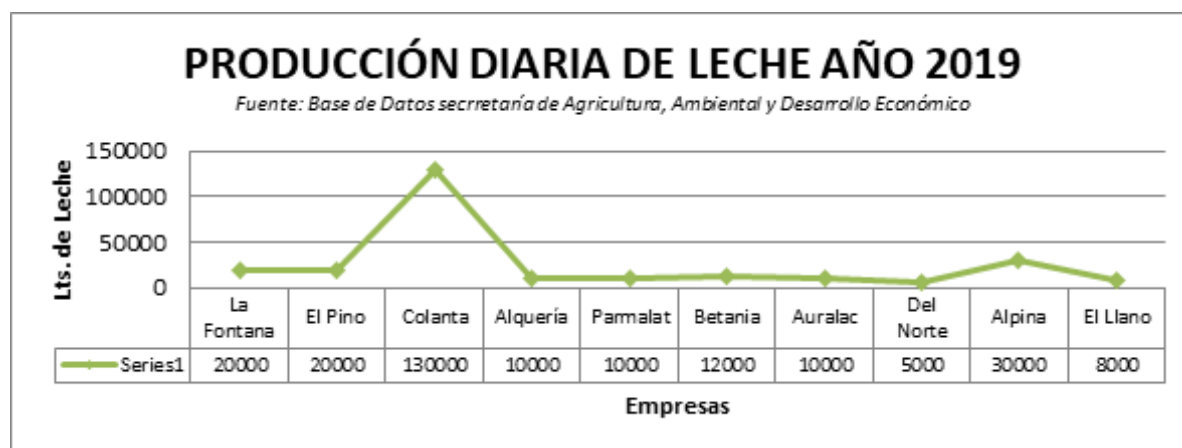 PRODUCCIÓN DIARIA DE LECHE AÑO 2019
Fuente: Base de Datos secrretaría de Agricultura, Ambiental y Desarrollo Económico
Lts. de Leche
150000
100000
50000
0
La Fontana El Pino Colanta Alquería Parmalat Betania Auralac Del Norte Alpina El Llano
Series1 20000 20000 130000 10000 10000 12000 10000 5000 30000 8000
Empresas